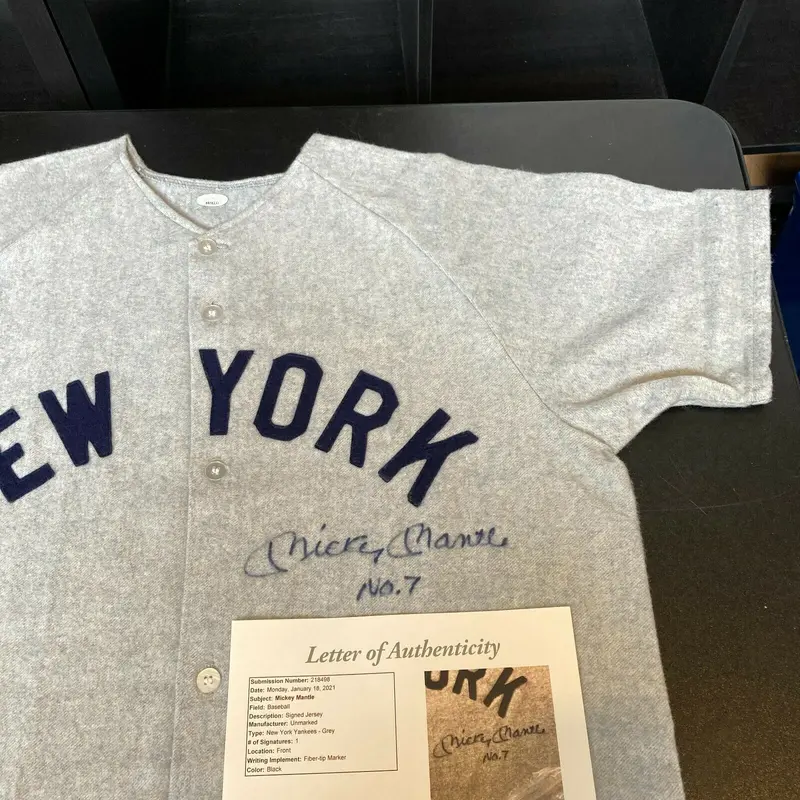 EW YORK
Mickey Mantle
No. 7
Letter of Authenticity
Submission Number: 218498
Date: Monday, January 18, 2021
Subject: Mickey Mantle
Field: Baseball
Description: Signed Jersey
Manufacturer: Unmarked
Type: New York Yankees - Grey
# of Signatures: 1
Location: Front
Writing Implement: Fiber-tip Marker
Color: Black
ORK
Mickey Mantle
No. 7